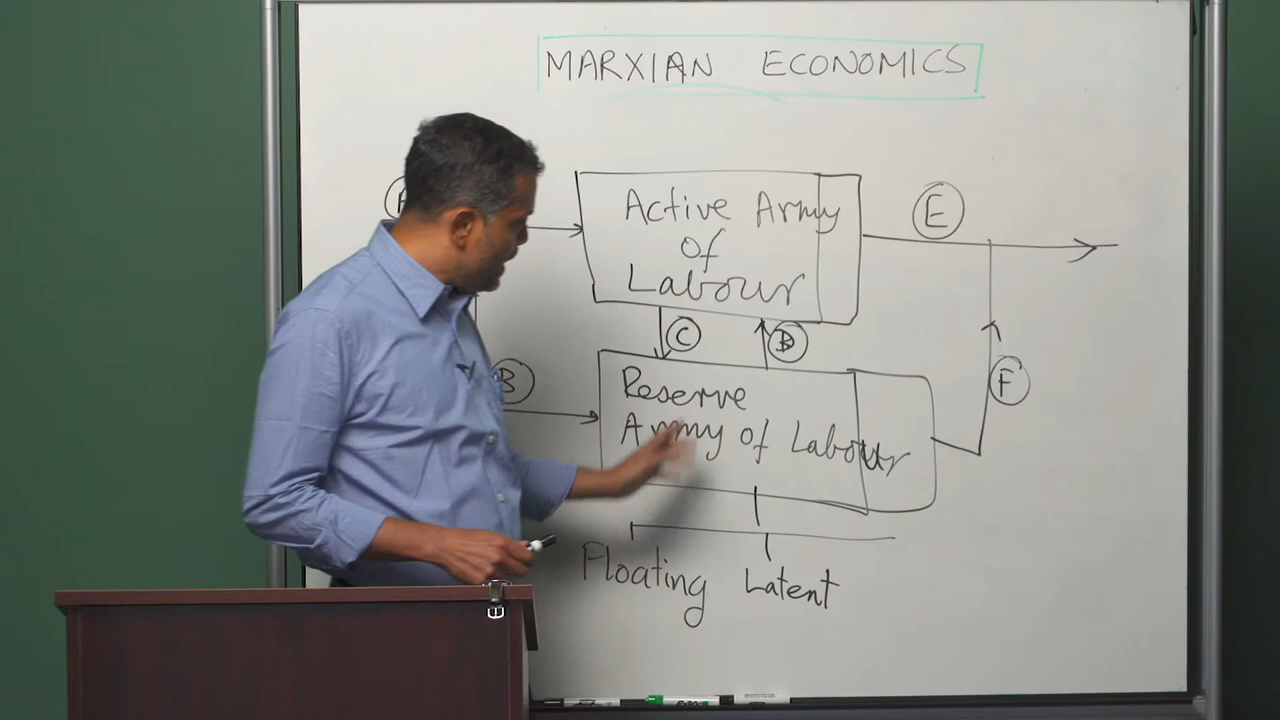 MARXIAN ECONOMICS
A
Active Army
of
Labour
E
C
D
B
Reserve
Army of Labour
F
Floating
Latent